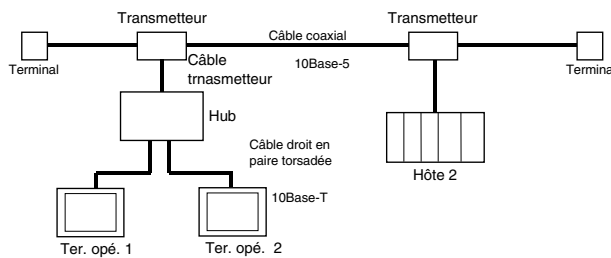 Transmetteur
Transmetteur
Câble coaxial
Terminal
Câble
trnasmetteur
10Base-5
Termina
Hub
Câble droit en
paire torsadée
Hôte 2
10Base-T
Ter. opé. 1
Ter. opé. 2